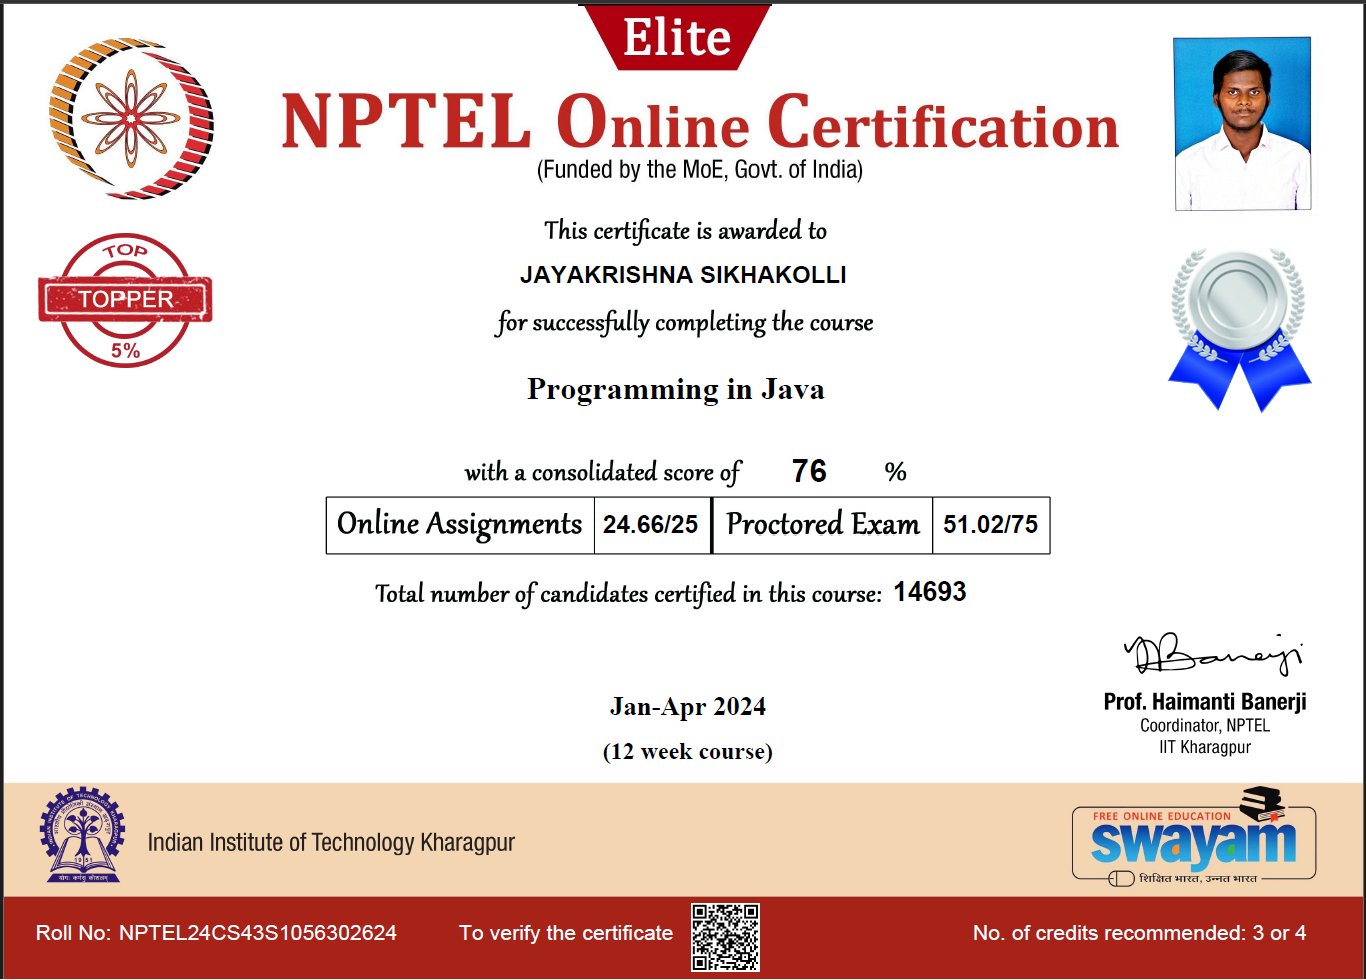 Elite
NPTEL Online Certification
(Funded by the MoE, Govt. of India)
This certificate is awarded to
JAYAKRISHNA SIKHAKOLLI
for successfully completing the course
TOP
TOPPER
5%
Programming in Java
with a consolidated score of 76 %
Online Assignments 24.66/25 Proctored Exam 51.02/75
Total number of candidates certified in this course: 14693
Jan-Apr 2024
(12 week course)
Prof. Haimanti Banerji
Coordinator, NPTEL
IIT Kharagpur
Indian Institute of Technology Kharagpur
1951
योगः कर्मसु कौशलम्
FREE ONLINE EDUCATION
swayam
शिक्षित भारत, उन्नत भारत
Roll No: NPTEL24CS43S1056302624
To verify the certificate
No. of credits recommended: 3 or 4